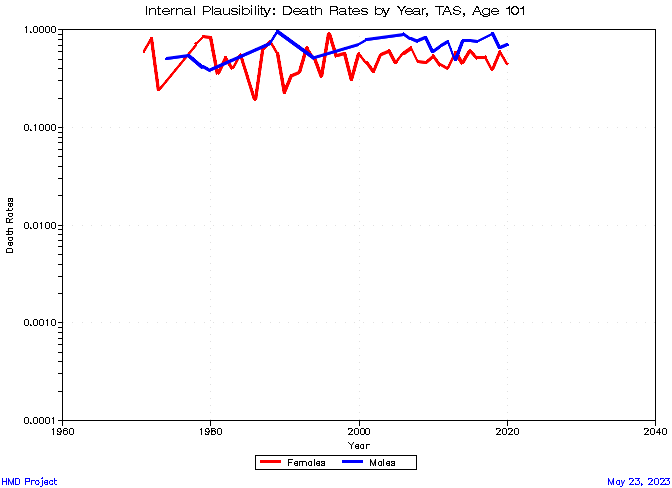 Internal Plausibility: Death Rates by Year, TAS, Age 101
1.0000
0.1000
0.0100
0.0010
0.0001
Death Rates
1960 1980 2000 2020 2040
Year
Females Males
HMD Project May 23, 2023